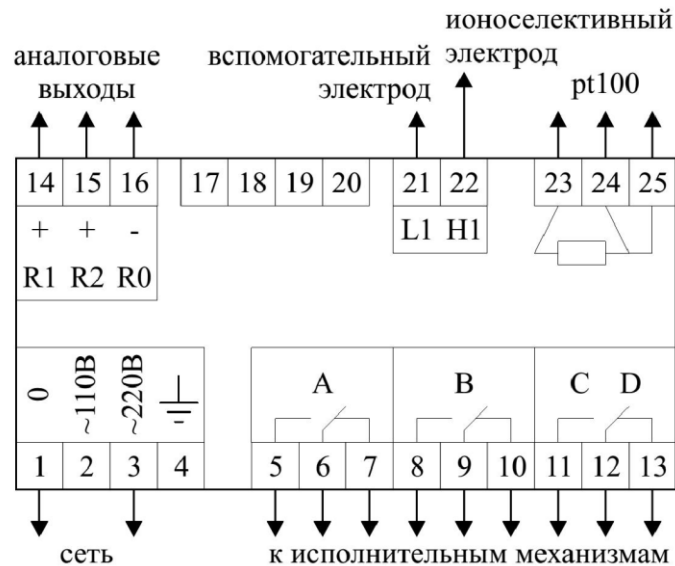 ионоселективный
аналоговые вспомогательный электрод
выходы электрод pt100
14 15 16 17 18 19 20 21 22 23 24 25
+ + - L1 H1
R1 R2 R0
0 ~110В ~220В A B C D
1 2 3 4 5 6 7 8 9 10 11 12 13
сеть к исполнительным механизмам